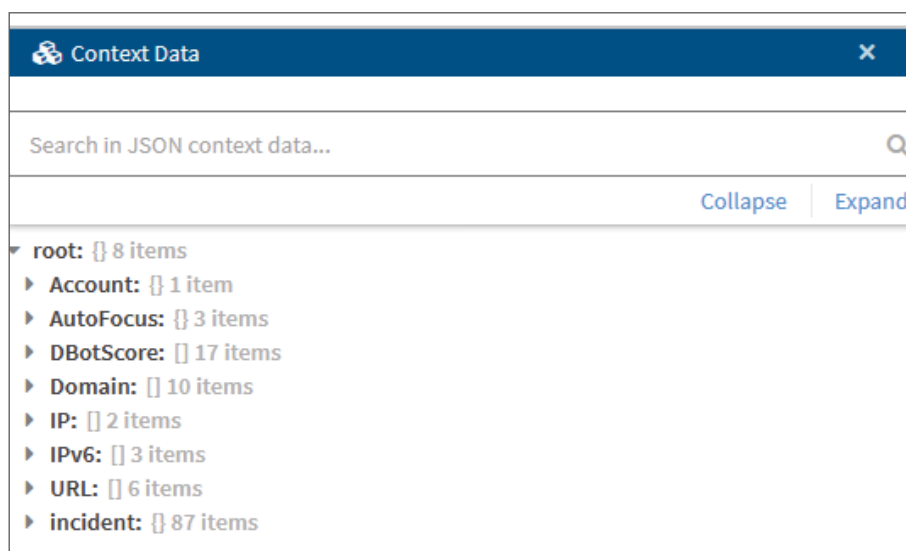 Context Data
Search in JSON context data...
Collapse Expand
root: {} 8 items
Account: {} 1 item
AutoFocus: {} 3 items
DBotScore: [] 17 items
Domain: [] 10 items
IP: [] 2 items
IPv6: [] 3 items
URL: [] 6 items
incident: {} 87 items